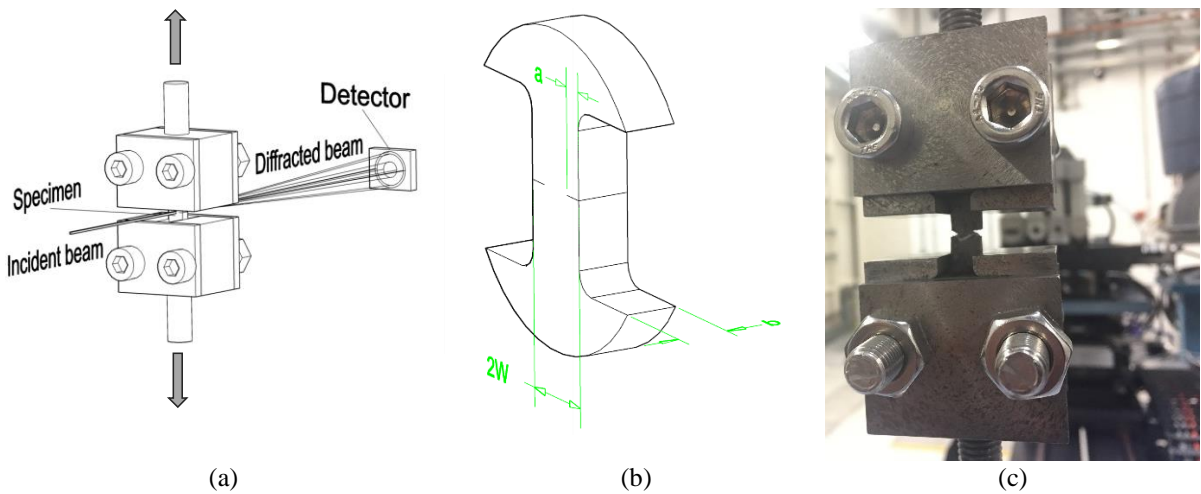 Detector
Diffracted beam
Specimen
Incident beam
a
b
2W
(a)
(b)
(c)